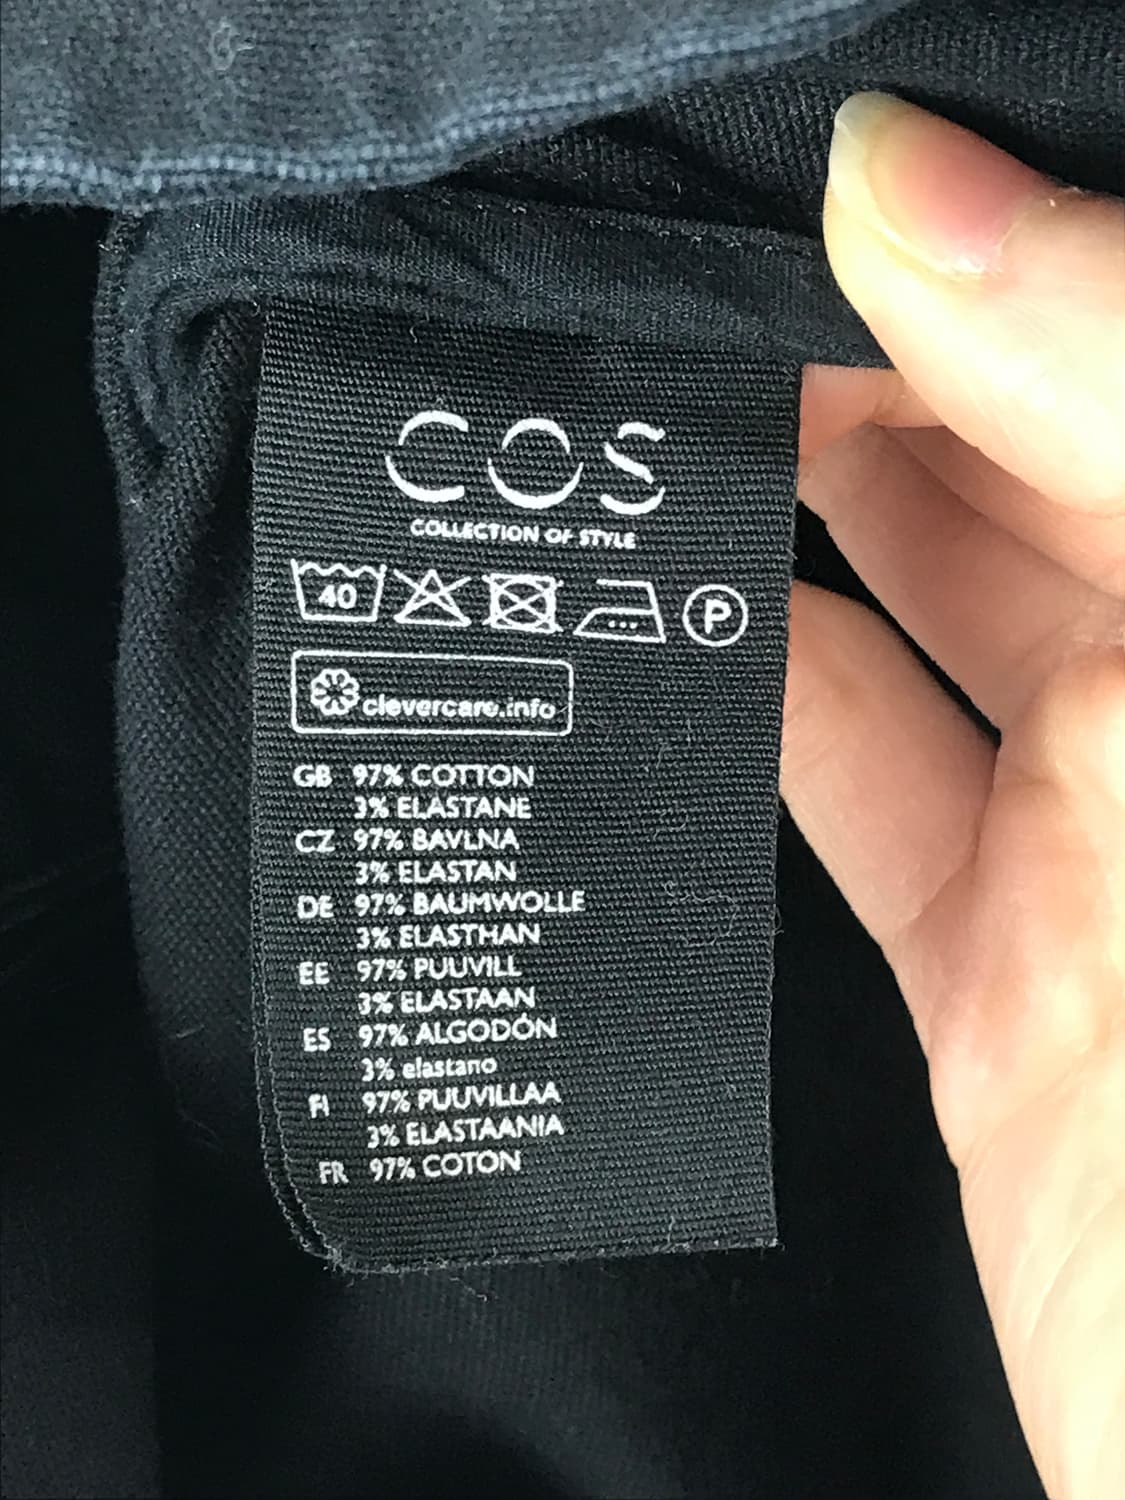 COS
COLLECTION OF STYLE
40 P
clevercare.info
GB 97% COTTON
3% ELASTANE
CZ 97% BAVLNA
3% ELASTAN
DE 97% BAUMWOLLE
3% ELASTHAN
EE 97% PUUVILL
3% ELASTAAN
ES 97% ALGODÓN
3% elastano
FI 97% PUUVILLAA
3% ELASTAANIA
FR 97% COTON